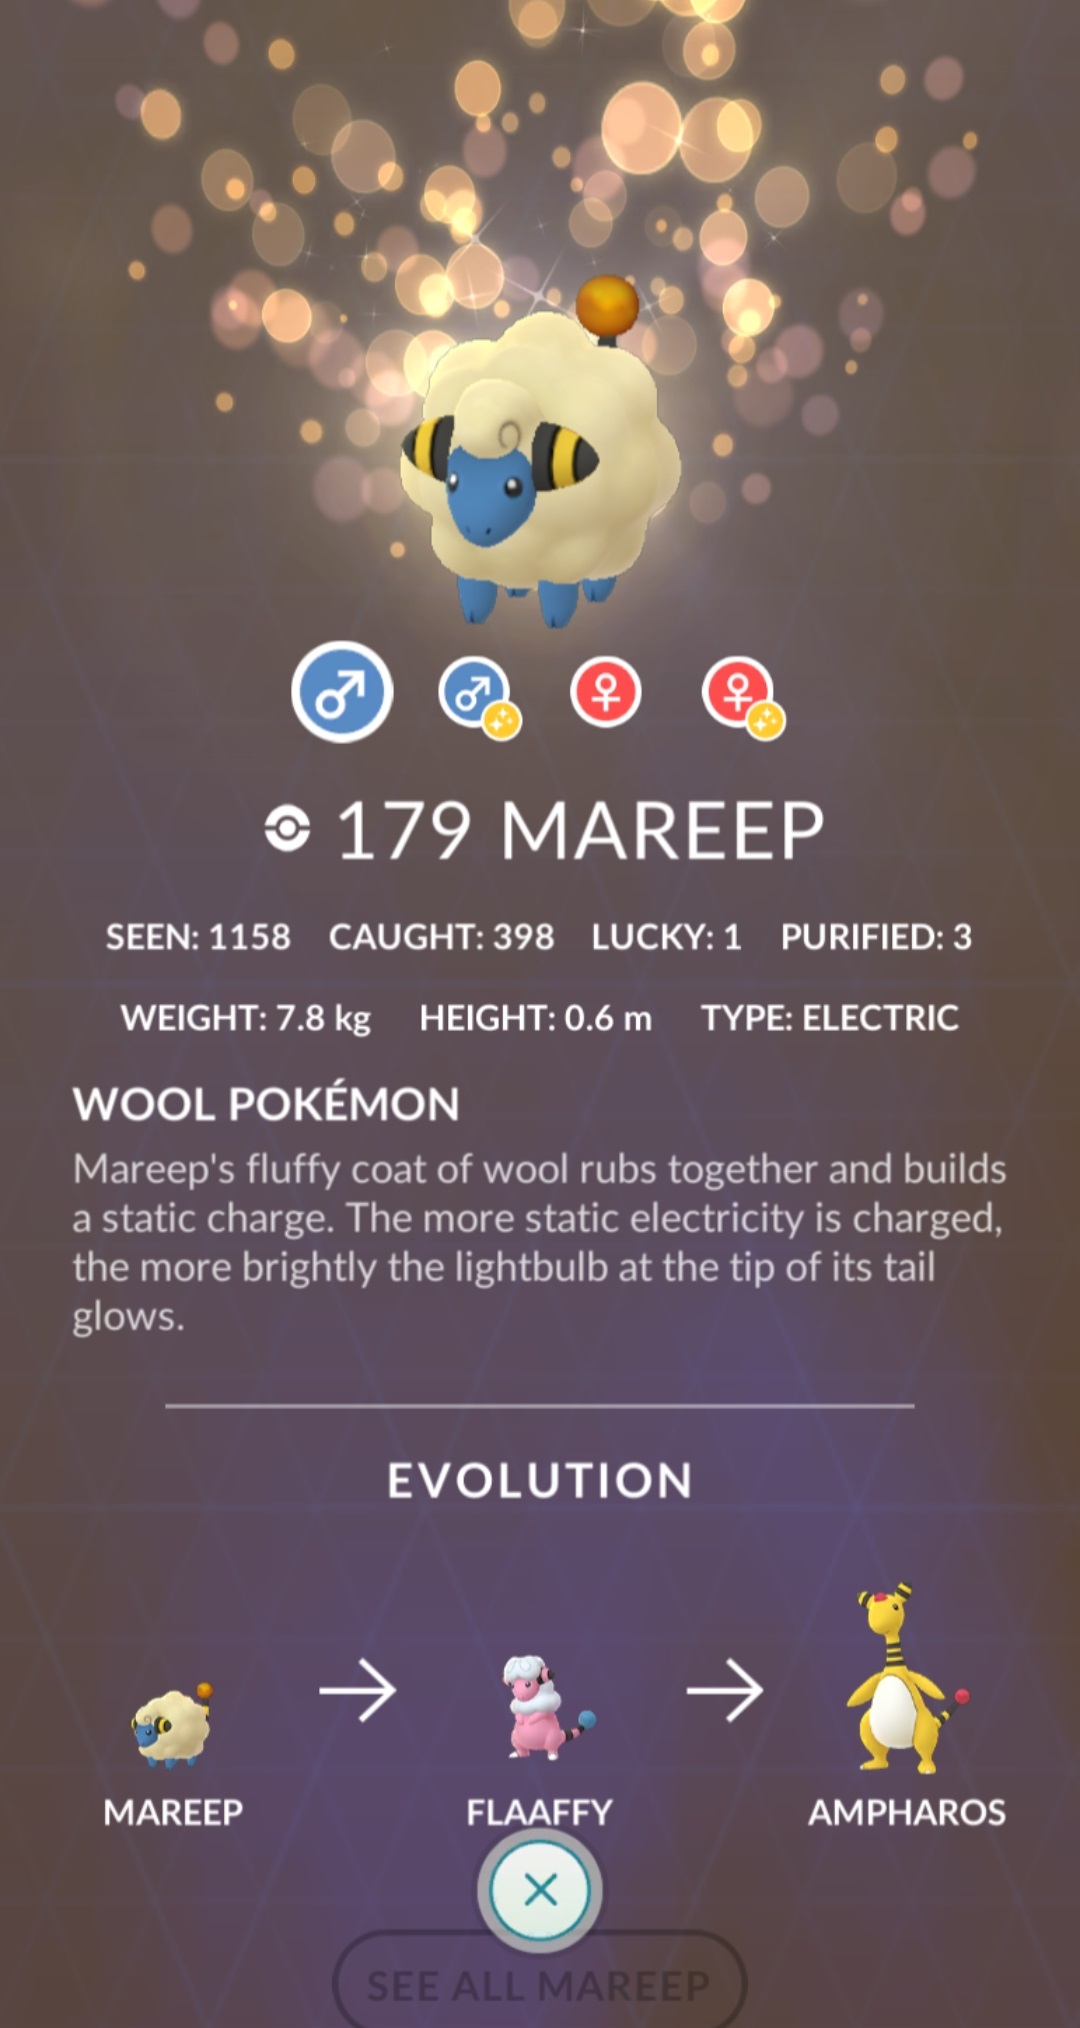 179 MAREEP
SEEN: 1158 CAUGHT: 398 LUCKY: 1 PURIFIED: 3
WEIGHT: 7.8 kg HEIGHT: 0.6 m TYPE: ELECTRIC
WOOL POKÉMON
Mareep's fluffy coat of wool rubs together and builds
a static charge. The more static electricity is charged,
the more brightly the lightbulb at the tip of its tail
glows.
EVOLUTION
MAREEP FLAAFFY AMPHAROS
SEE ALL MAREEP